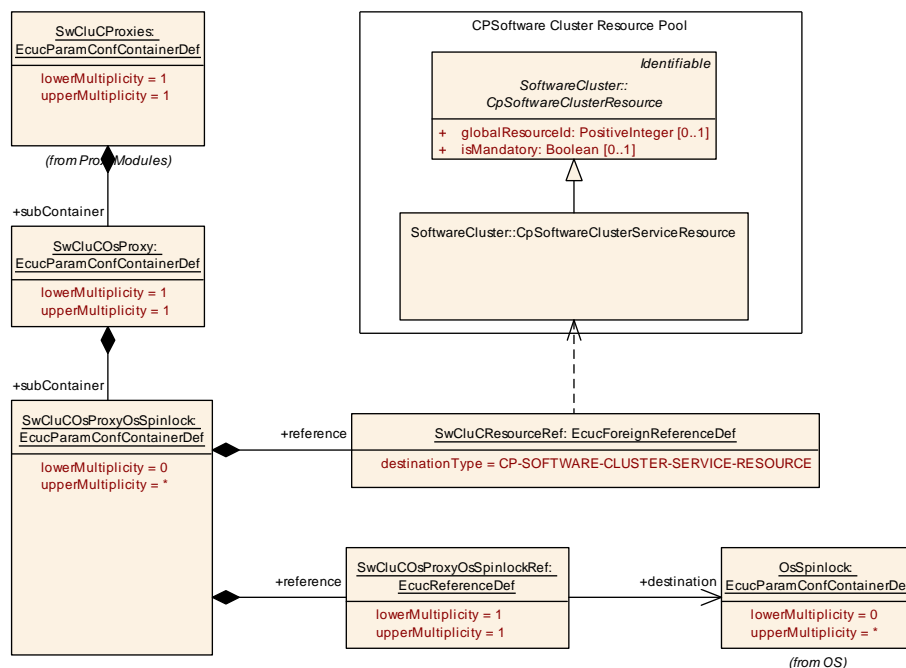 SwCluCProxies:
EcucParamConfContainerDef
lowerMultiplicity = 1
upperMultiplicity = 1
(from Proxy Modules)
+subContainer
SwCluCOsProxy:
EcucParamConfContainerDef
lowerMultiplicity = 1
upperMultiplicity = 1
+subContainer
CPSoftware Cluster Resource Pool
Identifiable
SoftwareCluster::
CpSoftwareClusterResource
+ globalResourceId: PositiveInteger [0..1]
+ isMandatory: Boolean [0..1]
SoftwareCluster::CpSoftwareClusterServiceResource
SwCluCOsProxyOsSpinlock:
EcucParamConfContainerDef
lowerMultiplicity = 0
upperMultiplicity = *
+reference
SwCluCResourceRef: EcucForeignReferenceDef
destinationType = CP-SOFTWARE-CLUSTER-SERVICE-RESOURCE
+reference
SwCluCOsProxyOsSpinlockRef:
EcucReferenceDef
lowerMultiplicity = 1
upperMultiplicity = 1
+destination
OsSpinlock:
EcucParamConfContainerDef
lowerMultiplicity = 0
upperMultiplicity = *
(from OS)